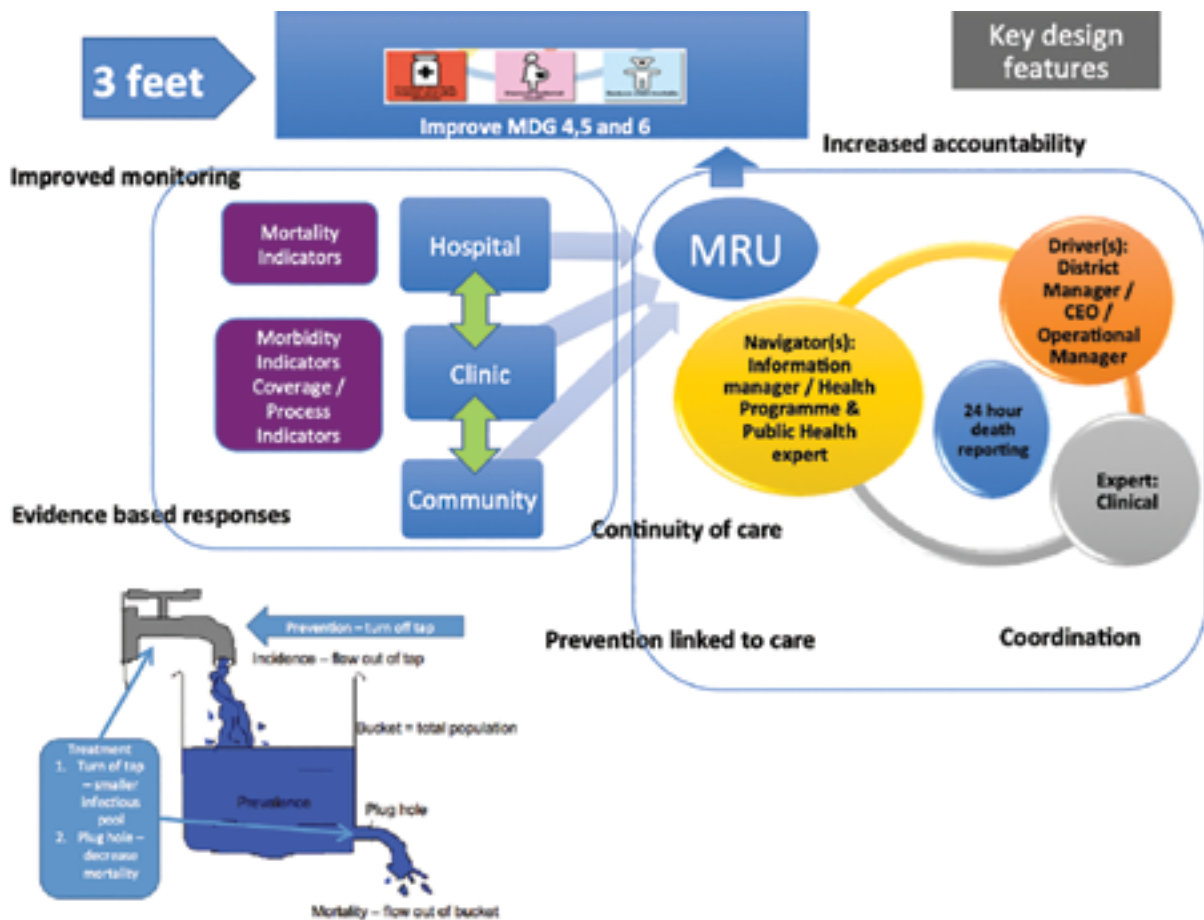 3 feet
Key design
features
Improve MDG 4,5 and 6
Increased accountability
Improved monitoring
Mortality
Indicators
Hospital
MRU
Driver(s):
District
Manager /
CEO /
Operational
Manager
Morbidity
Indicators
Coverage /
Process
Indicators
Clinic
Navigator(s):
Information
manager / Health
Programme &
Public Health
expert
24 hour
death
reporting
Expert:
Clinical
Community
Evidence based responses
Continuity of care
Prevention linked to care
Coordination
Prevention – turn off tap
Incidence – flow out of tap
Bucket = total population
Treatment
1. Turn of tap
– smaller
infectious
pool
2. Plug hole –
decrease
mortality
Prevalence
Plug hole
Mortality – flow out of bucket